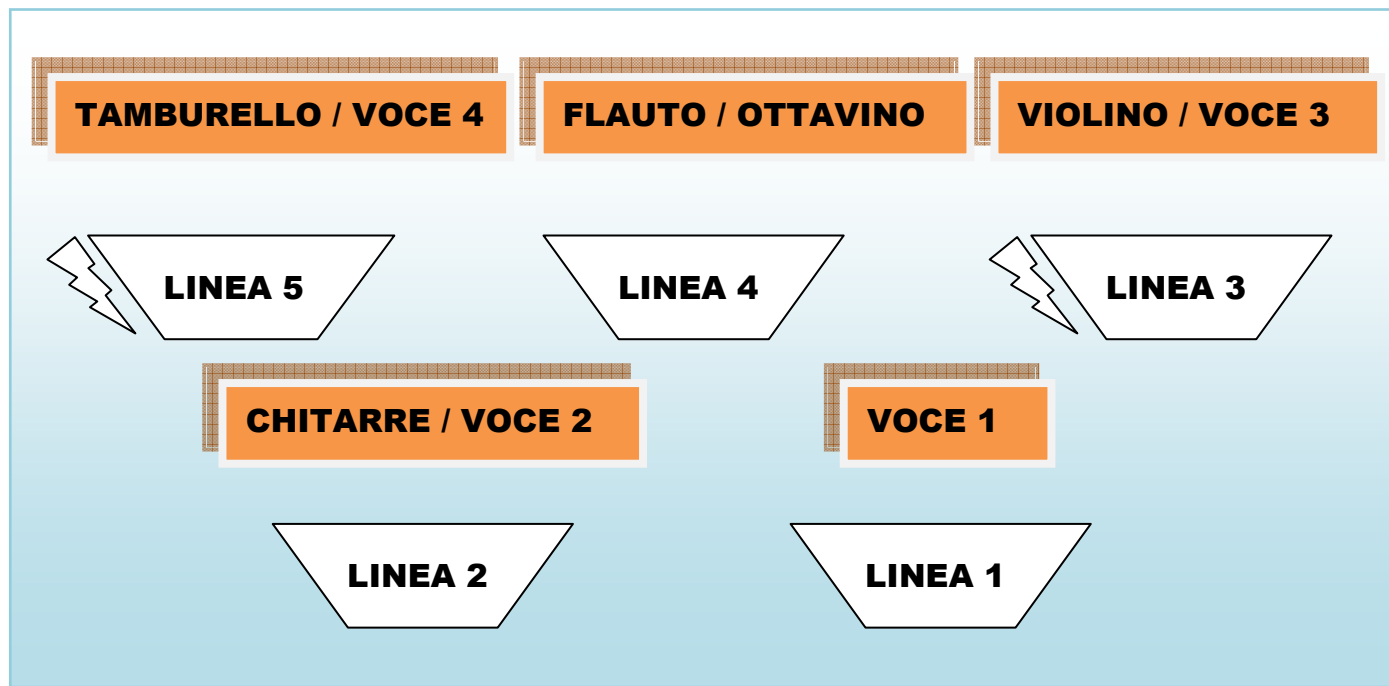 TAMBURELLO / VOCE 4
FLAUTO / OTTAVINO
VIOLINO / VOCE 3
LINEA 5
LINEA 4
LINEA 3
CHITARRE / VOCE 2
VOCE 1
LINEA 2
LINEA 1